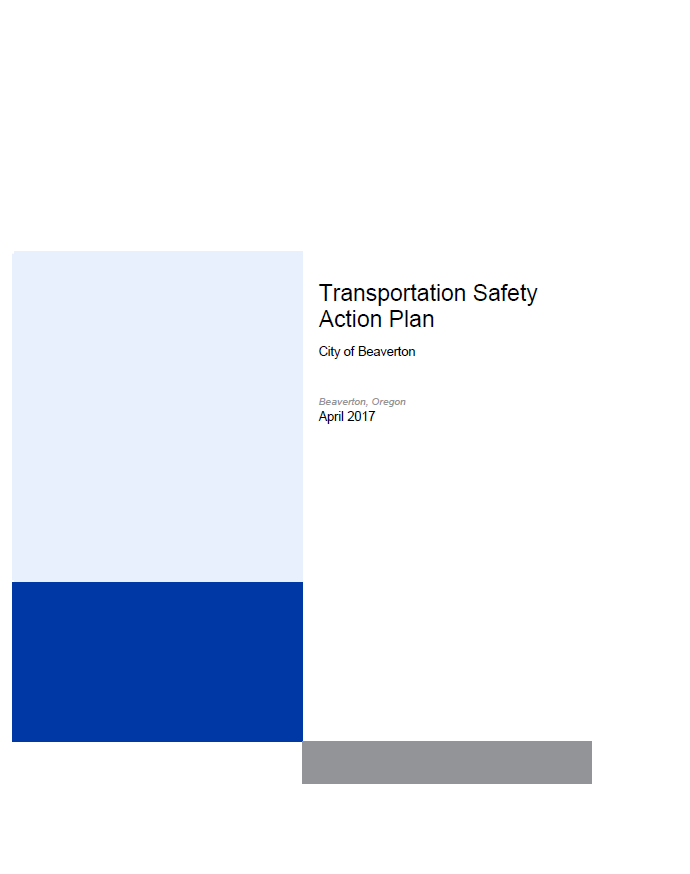 Transportation Safety
Action Plan
City of Beaverton
Beaverton, Oregon
April 2017